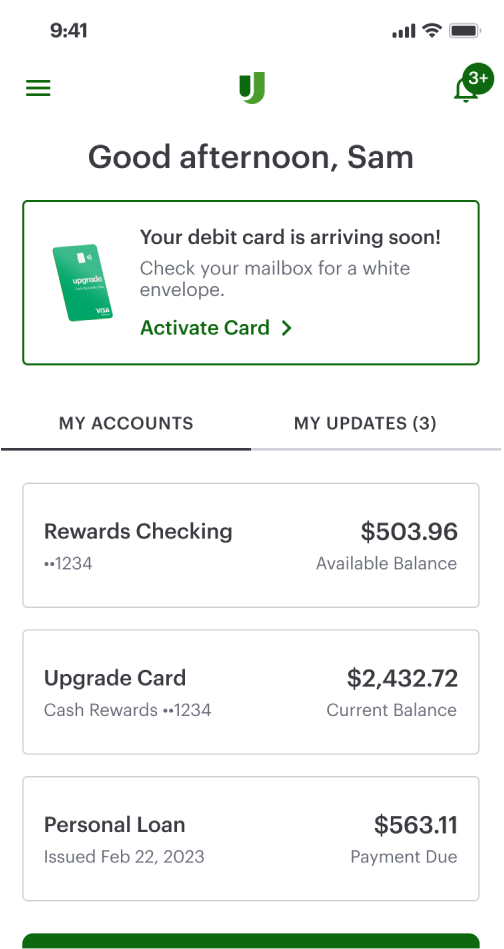 9:41
3+
Good afternoon, Sam
Your debit card is arriving soon!
Check your mailbox for a white
envelope.
Activate Card
upgrade
VISA
MY ACCOUNTS
MY UPDATES (3)
Rewards Checking
$503.96
••1234
Available Balance
Upgrade Card
$2,432.72
Cash Rewards ••1234
Current Balance
Personal Loan
$563.11
Issued Feb 22, 2023
Payment Due